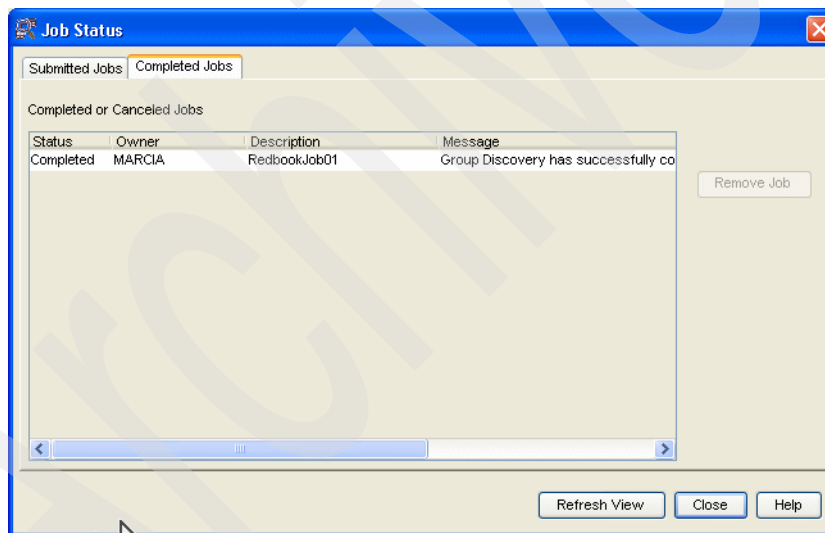 Job Status
Submitted Jobs Completed Jobs
Completed or Canceled Jobs
Status Owner Description Message
Completed MARCIA RedbookJob01 Group Discovery has successfully co
Remove Job
Refresh View Close Help